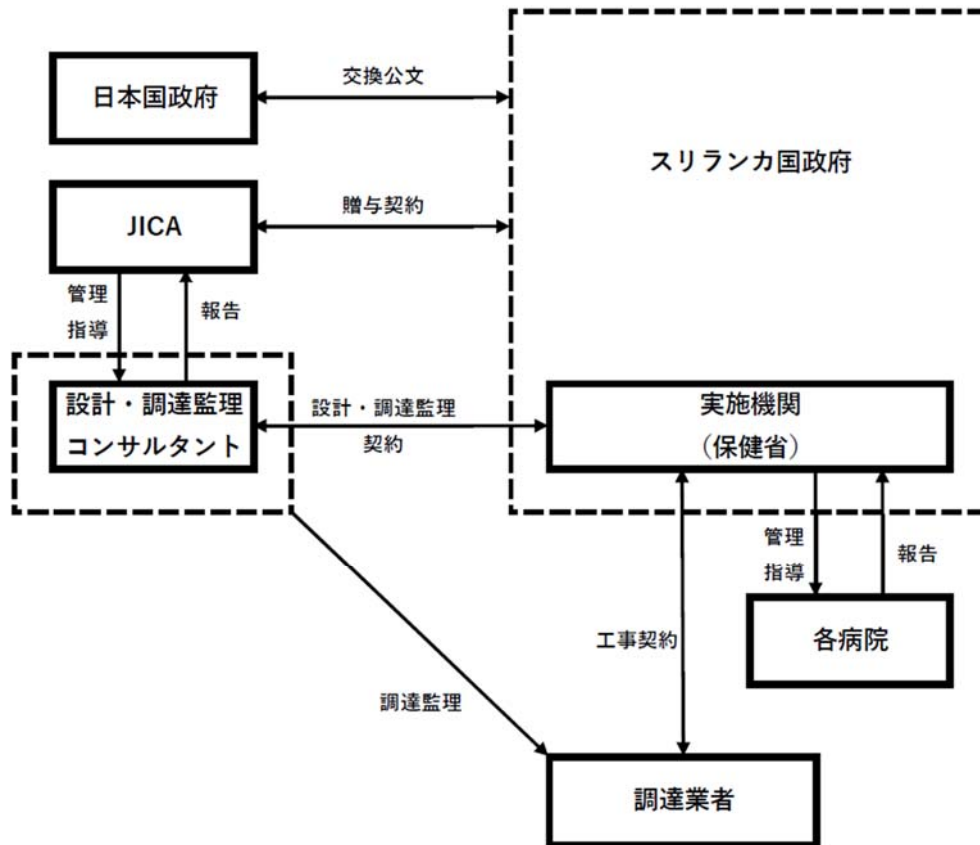 日本国政府
交換公文
スリランカ国政府
JICA
贈与契約
管理
指導
報告
設計・調達監理
コンサルタント
設計・調達監理
契約
実施機関
（保健省）
管理
指導
報告
各病院
工事契約
調達監理
調達業者